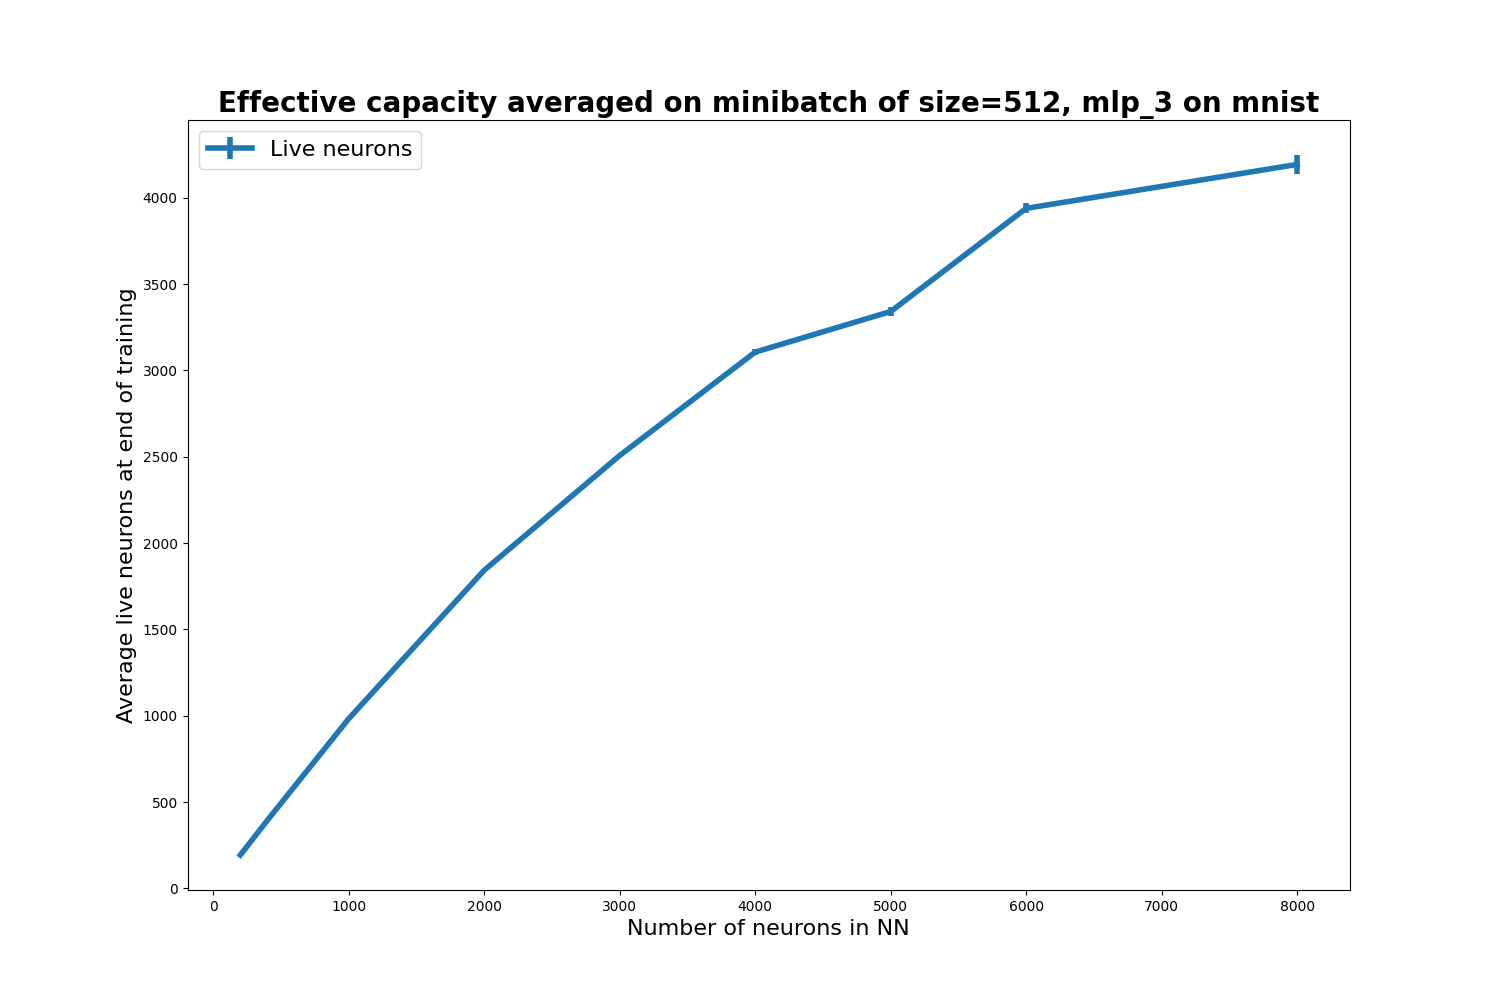 Effective capacity averaged on minibatch of size=512, mlp_3 on mnist
Live neurons
Average live neurons at end of training
4000
3500
3000
2500
2000
1500
1000
500
0
0 1000 2000 3000 4000 5000 6000 7000 8000
Number of neurons in NN